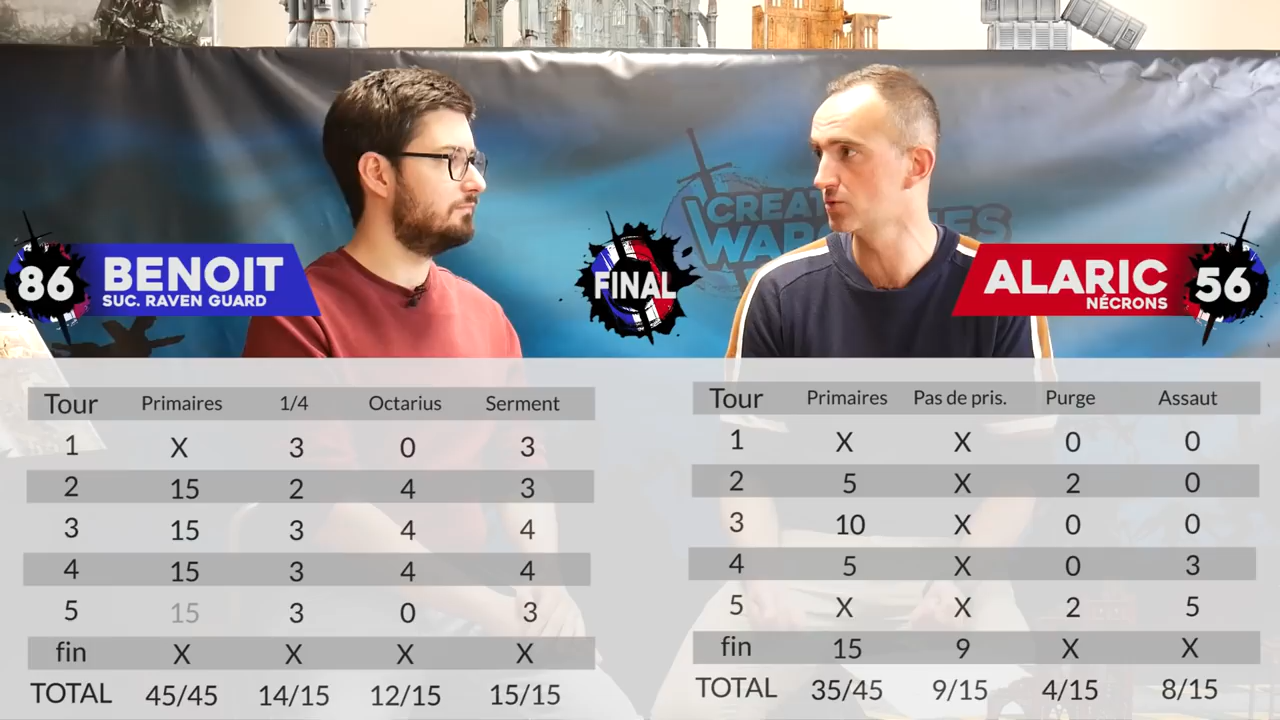 CREAT
WAR
86
BENOIT
SUC. RAVEN GUARD
FINAL
ALARIC
NÉCRONS
56
Tour Primaires 1/4 Octarius Serment
1 X 3 0 3
2 15 2 4 3
3 15 3 4 4
4 15 3 4 4
5 15 3 0 3
fin X X X X
TOTAL 45/45 14/15 12/15 15/15
Tour Primaires Pas de pris. Purge Assaut
1 X X 0 0
2 5 X 2 0
3 10 X 0 0
4 5 X 0 3
5 X X 2 5
fin 15 9 X X
TOTAL 35/45 9/15 4/15 8/15